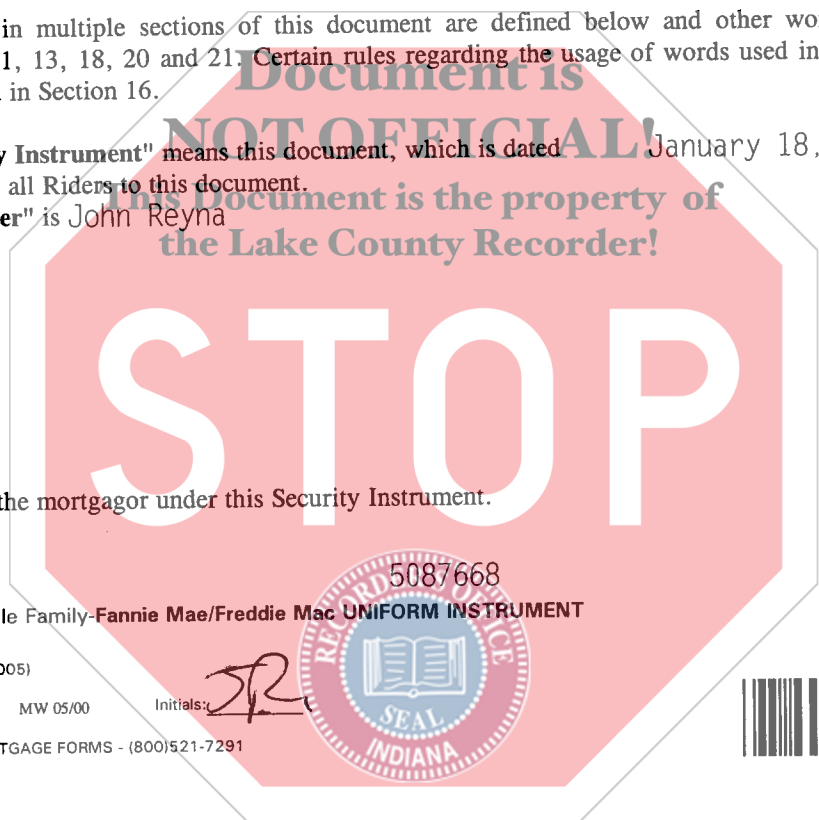 in multiple sections of this document are defined below and other wo
1, 13, 18, 20 and 21. Certain rules regarding the usage of words used in
in Section 16.
Document is
NOT OFFICIAL!
y Instrument" means this document, which is dated January 18,
all Riders to this document.
This Document is the property of
er" is John Reyna
the Lake County Recorder!
STOP
the mortgagor under this Security Instrument.
5087668
le Family-Fannie Mae/Freddie Mac UNIFORM INSTRUMENT
005)
MW 05/00 Initials: JR
TGAGE FORMS - (800)521-7291
RECORDER'S OFFICE
SEAL
INDIANA